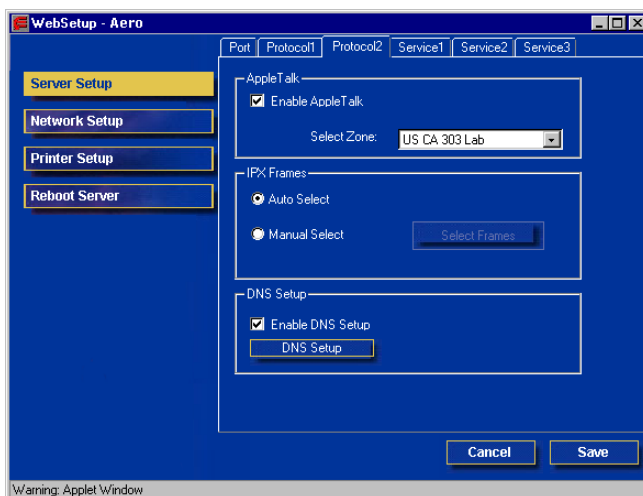 WebSetup - Aero
Port Protocol1 Protocol2 Service1 Service2 Service3
Server Setup
Network Setup
Printer Setup
Reboot Server
AppleTalk
Enable AppleTalk
Select Zone: US CA 303 Lab
IPX Frames
Auto Select
Manual Select Select Frames
DNS Setup
Enable DNS Setup
DNS Setup
Cancel Save
Warning: Applet Window